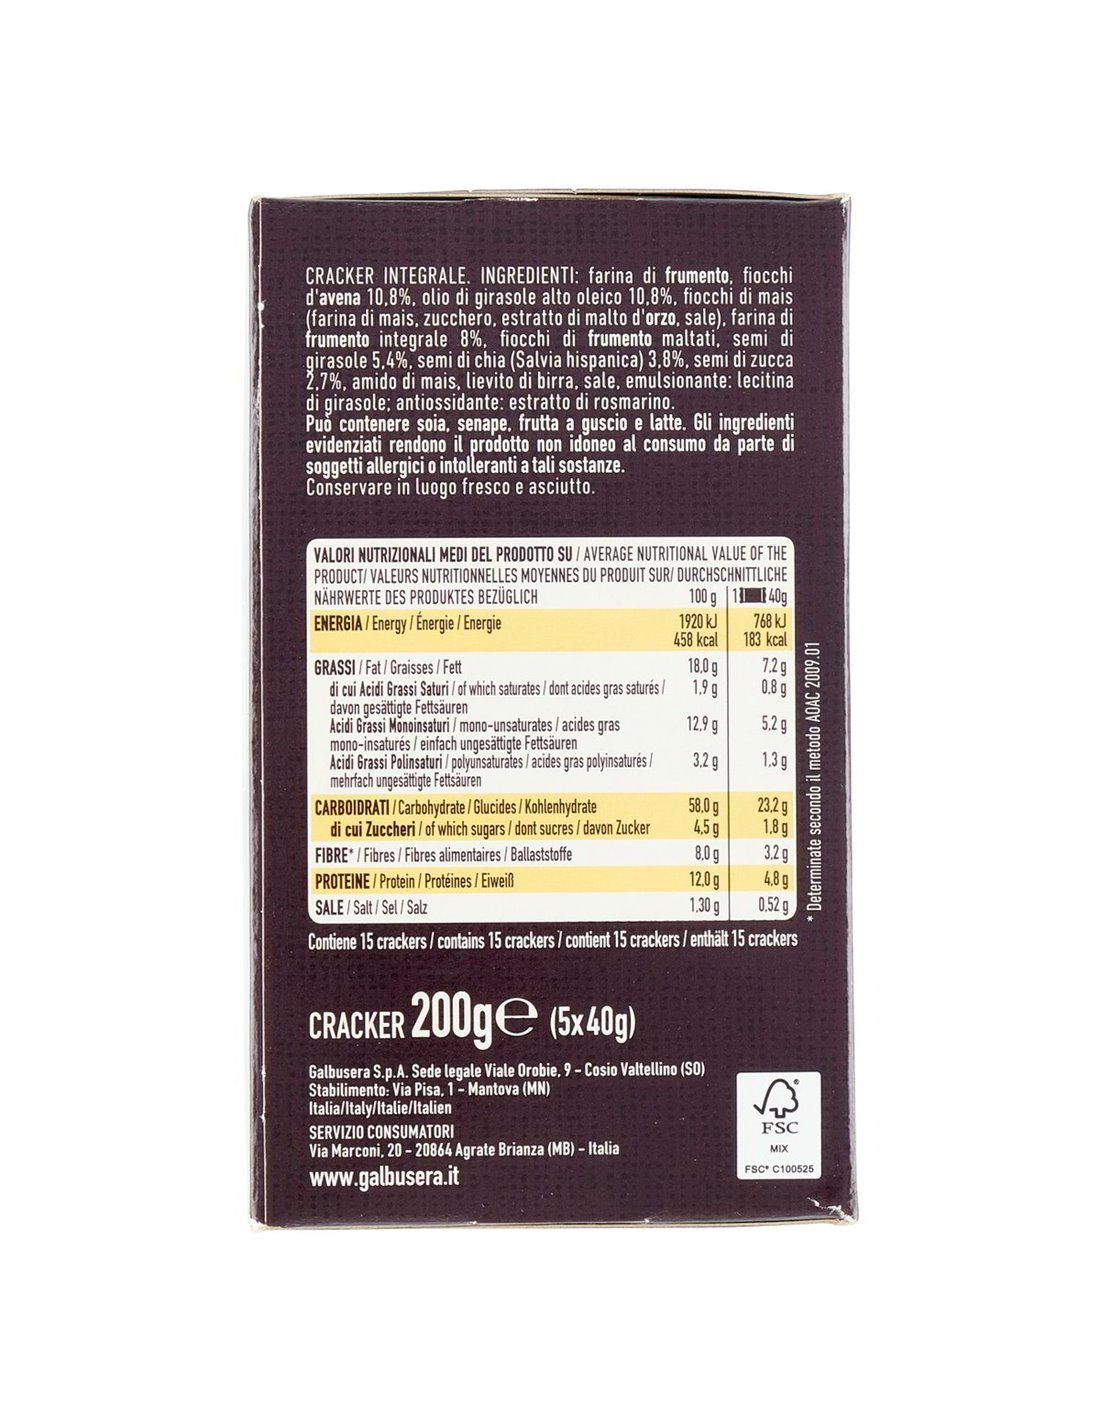 CRACKER INTEGRALE. INGREDIENTI: farina di frumento, fiocchi
d'avena 10,8%, olio di girasole alto oleico 10,8%, fiocchi di mais
(farina di mais, zucchero, estratto di malto d'orzo, sale), farina di
frumento integrale 8%, fiocchi di frumento maltati, semi di
girasole 5,4%, semi di chia (Salvia hispanica) 3,8%, semi di zucca
2,7%, amido di mais, lievito di birra, sale, emulsionante: lecitina
di girasole; antiossidante: estratto di rosmarino.
Può contenere soia, senape, frutta a guscio e latte. Gli ingredienti
evidenziati rendono il prodotto non idoneo al consumo da parte di
soggetti allergici o intolleranti a tali sostanze.
Conservare in luogo fresco e asciutto.
VALORI NUTRIZIONALI MEDI DEL PRODOTTO SU / AVERAGE NUTRITIONAL VALUE OF THE
PRODUCT/ VALEURS NUTRITIONNELLES MOYENNES DU PRODUIT SUR/ DURCHSCHNITTLICHE
NÄHRWERTE DES PRODUKTES BEZÜGLICH 100 g 1 40g
ENERGIA / Energy / Énergie / Energie 1920 kJ 768 kJ
458 kcal 183 kcal
GRASSI / Fat / Graisses / Fett 18,0 g 7,2 g
di cui Acidi Grassi Saturi / of which saturates / dont acides gras saturés / 1,9 g 0,8 g
davon gesättigte Fettsäuren
Acidi Grassi Monoinsaturi / mono-unsaturates / acides gras 12,9 g 5,2 g
mono-insaturés / einfach ungesättigte Fettsäuren
Acidi Grassi Polinsaturi / polyunsaturates / acides gras polyinsaturés / 3,2 g 1,3 g
mehrfach ungesättigte Fettsäuren
CARBOIDRATI / Carbohydrate / Glucides / Kohlenhydrate 58,0 g 23,2 g
di cui Zuccheri / of which sugars / dont sucres / davon Zucker 4,5 g 1,8 g
FIBRE* / Fibres / Fibres alimentaires / Ballaststoffe 8,0 g 3,2 g
PROTEINE / Protein / Protéines / Eiweiß 12,0 g 4,8 g
SALE / Salt / Sel / Salz 1,30 g 0,52 g
* Determinate secondo il metodo AOAC 2009.01
Contiene 15 crackers / contains 15 crackers / contient 15 crackers / enthält 15 crackers
CRACKER 200g℮ (5x40g)
Galbusera S.p.A. Sede legale Viale Orobie, 9 - Cosio Valtellino (SO)
Stabilimento: Via Pisa, 1 - Mantova (MN)
Italia/Italy/Italie/Italien
SERVIZIO CONSUMATORI
Via Marconi, 20 - 20864 Agrate Brianza (MB) - Italia
www.galbusera.it
FSC
MIX
FSC® C100525